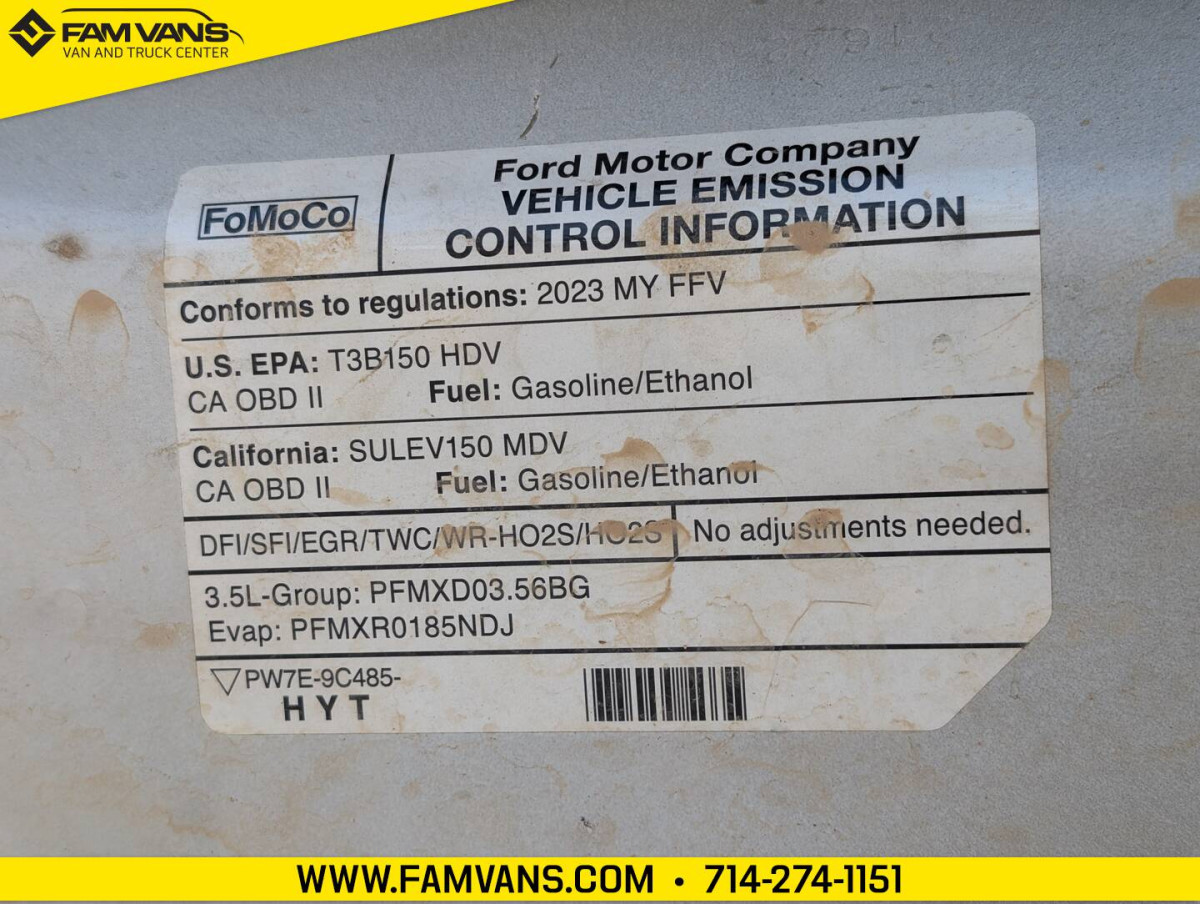 FAM VANS
VAN AND TRUCK CENTER
FoMoCo
Ford Motor Company
VEHICLE EMISSION
CONTROL INFORMATION
Conforms to regulations: 2023 MY FFV
U.S. EPA: T3B150 HDV
CA OBD II Fuel: Gasoline/Ethanol
California: SULEV150 MDV
CA OBD II Fuel: Gasoline/Ethanol
DFI/SFI/EGR/TWC/WR-HO2S/HO2S No adjustments needed.
3.5L-Group: PFMXD03.56BG
Evap: PFMXR0185NDJ
PW7E-9C485-
HYT
WWW.FAMVANS.COM • 714-274-1151